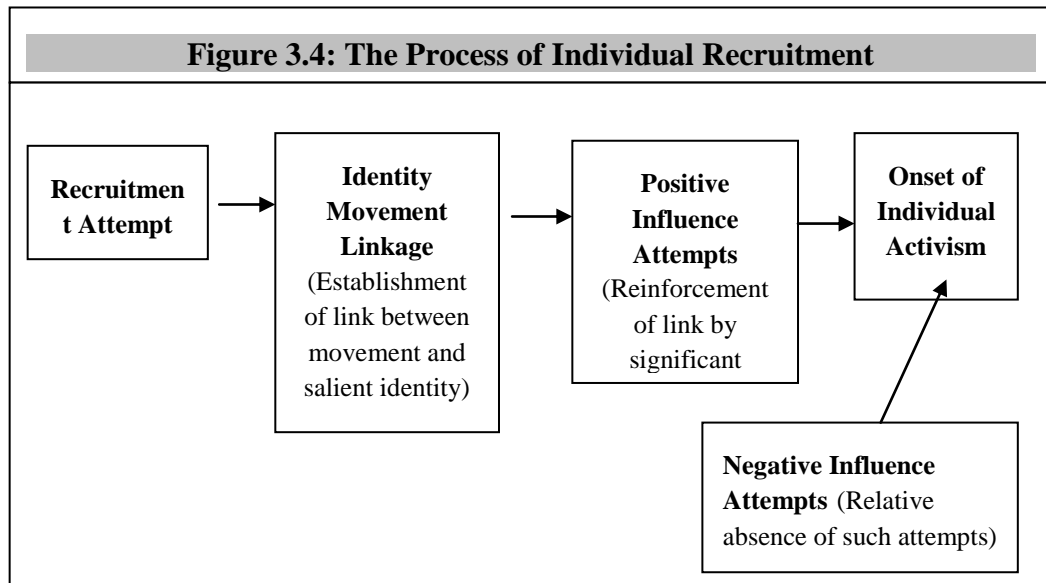 Figure 3.4: The Process of Individual Recruitment
Recruitmen
t Attempt
Identity
Movement
Linkage
(Establishment
of link between
movement and
salient identity)
Positive
Influence
Attempts
(Reinforcement
of link by
significant
Onset of
Individual
Activism
Negative Influence
Attempts (Relative
absence of such attempts)